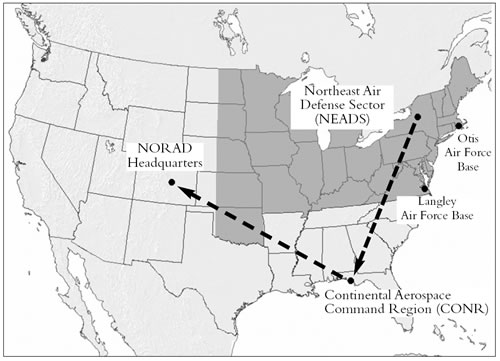 Northeast Air
Defense Sector
(NEADS)
NORAD
Headquarters
Otis
Air Force
Base
Langley
Air Force Base
Continental Aerospace
Command Region (CONR)